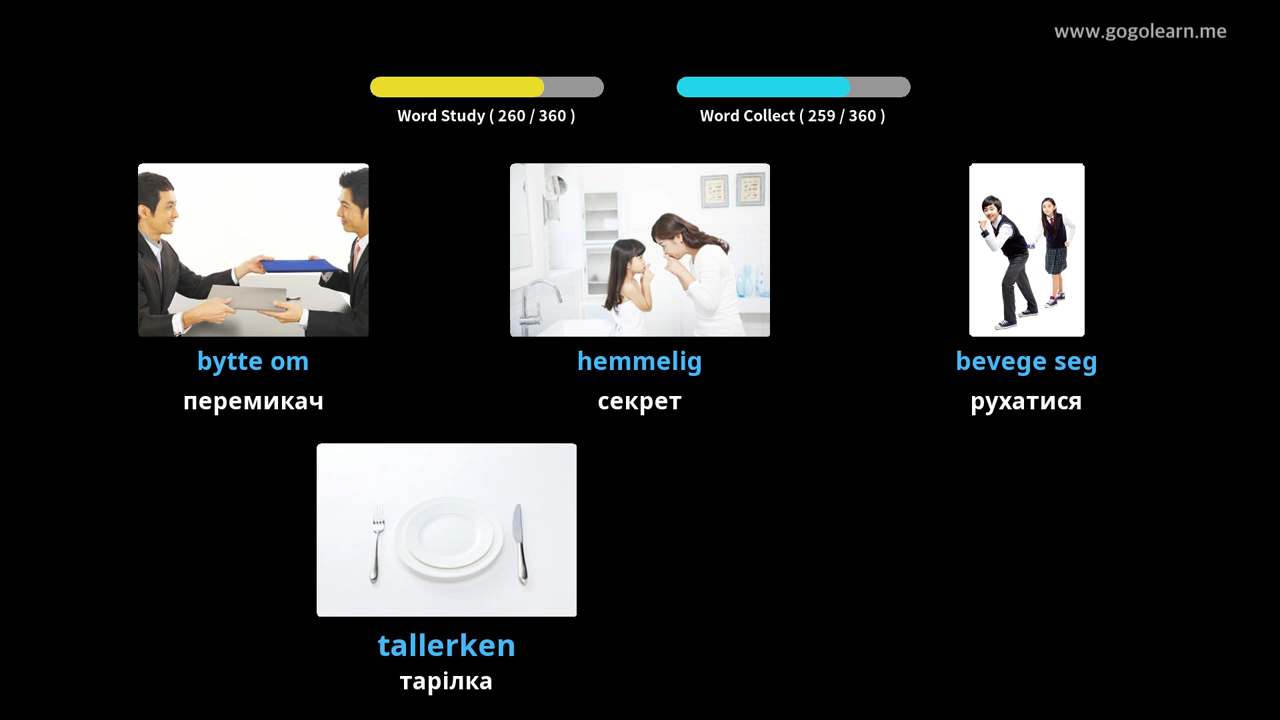 www.gogolearn.me
Word Study ( 260 / 360 )
Word Collect ( 259 / 360 )
bytte om
hemmelig
bevege seg
перемикач
секрет
рухатися
tallerken
тарілка